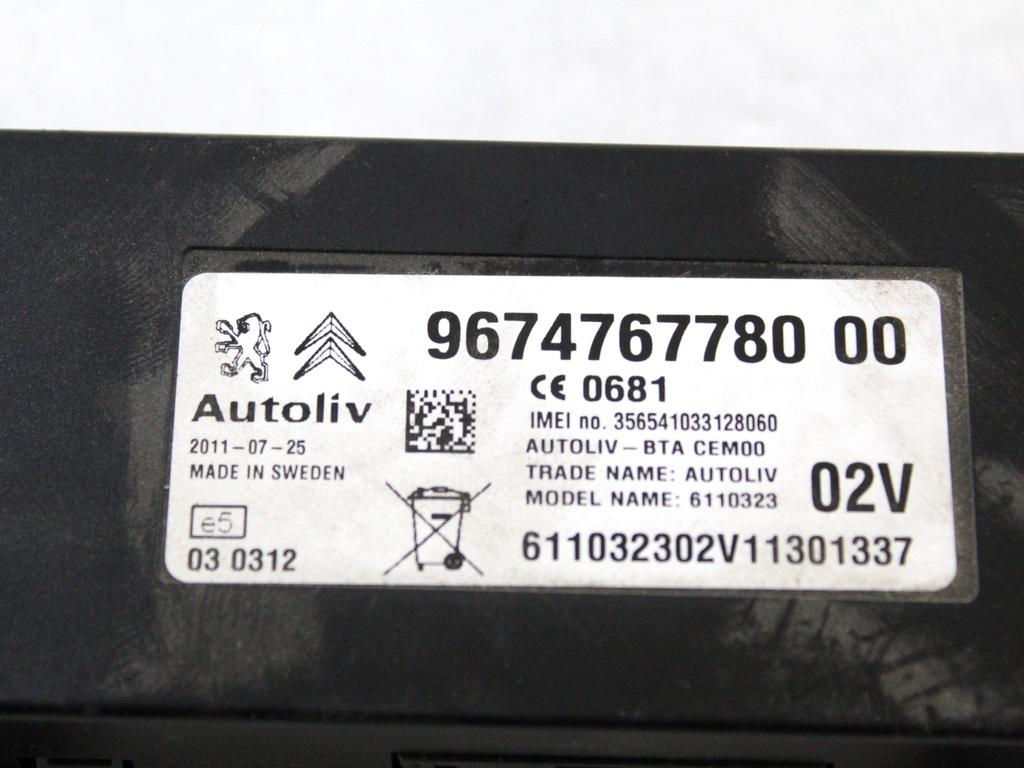 9674767780 00
CE 0681
Autoliv
IMEI no. 356541033128060
2011-07-25
AUTOLIV-BTA CEM00
MADE IN SWEDEN
TRADE NAME: AUTOLIV
MODEL NAME: 6110323
02V
e5
03 0312
611032302V11301337